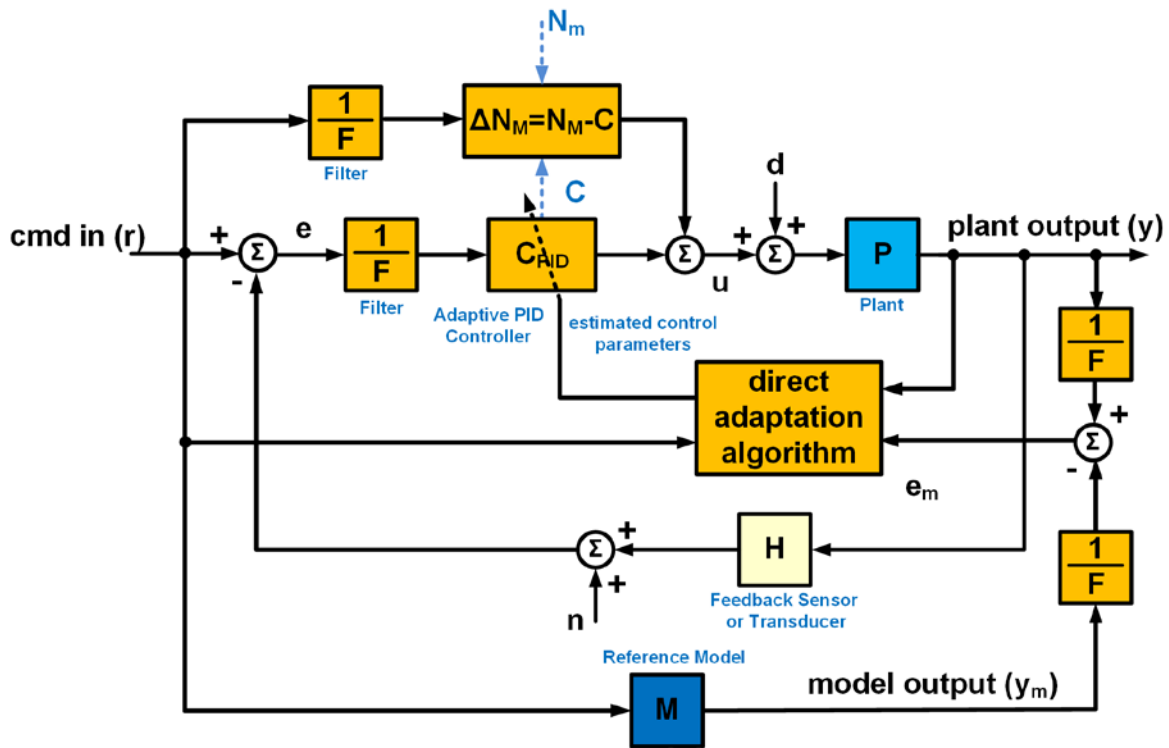 Nm
1
F
Filter
ΔNM=NM-C
C
d
cmd in (r)
+
-
Σ
e
1
F
Filter
CPID
Adaptive PID
Controller
estimated control
parameters
Σ
u
+
+
Σ
P
Plant
plant output (y)
1
F
+
-
Σ
direct
adaptation
algorithm
em
Σ
+
+
n
H
Feedback Sensor
or Transducer
1
F
Reference Model
M
model output (ym)